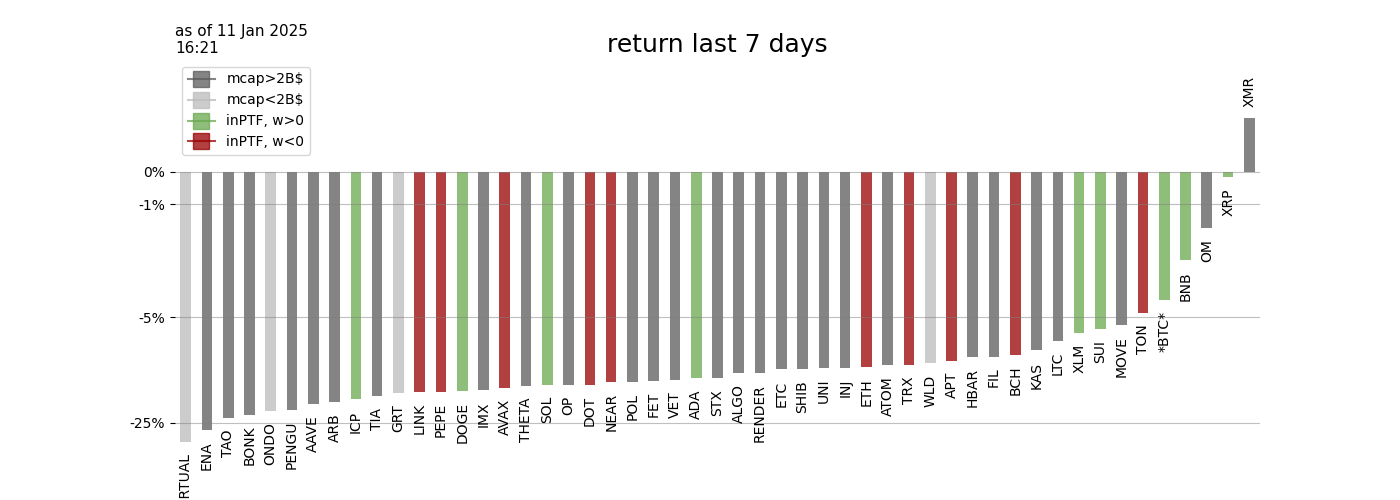 as of 11 Jan 2025
16:21
return last 7 days
mcap>2B$
mcap<2B$
inPTF, w>0
inPTF, w<0
0%
-1%
-5%
-25%
RTUAL
ENA
TAO
BONK
ONDO
PENGU
AAVE
ARB
ICP
TIA
GRT
LINK
PEPE
DOGE
IMX
AVAX
THETA
SOL
OP
DOT
NEAR
POL
FET
VET
ADA
STX
ALGO
RENDER
ETC
SHIB
UNI
INJ
ETH
ATOM
TRX
WLD
APT
HBAR
FIL
BCH
KAS
LTC
XLM
SUI
MOVE
TON
*BTC*
BNB
OM
XRP
XMR